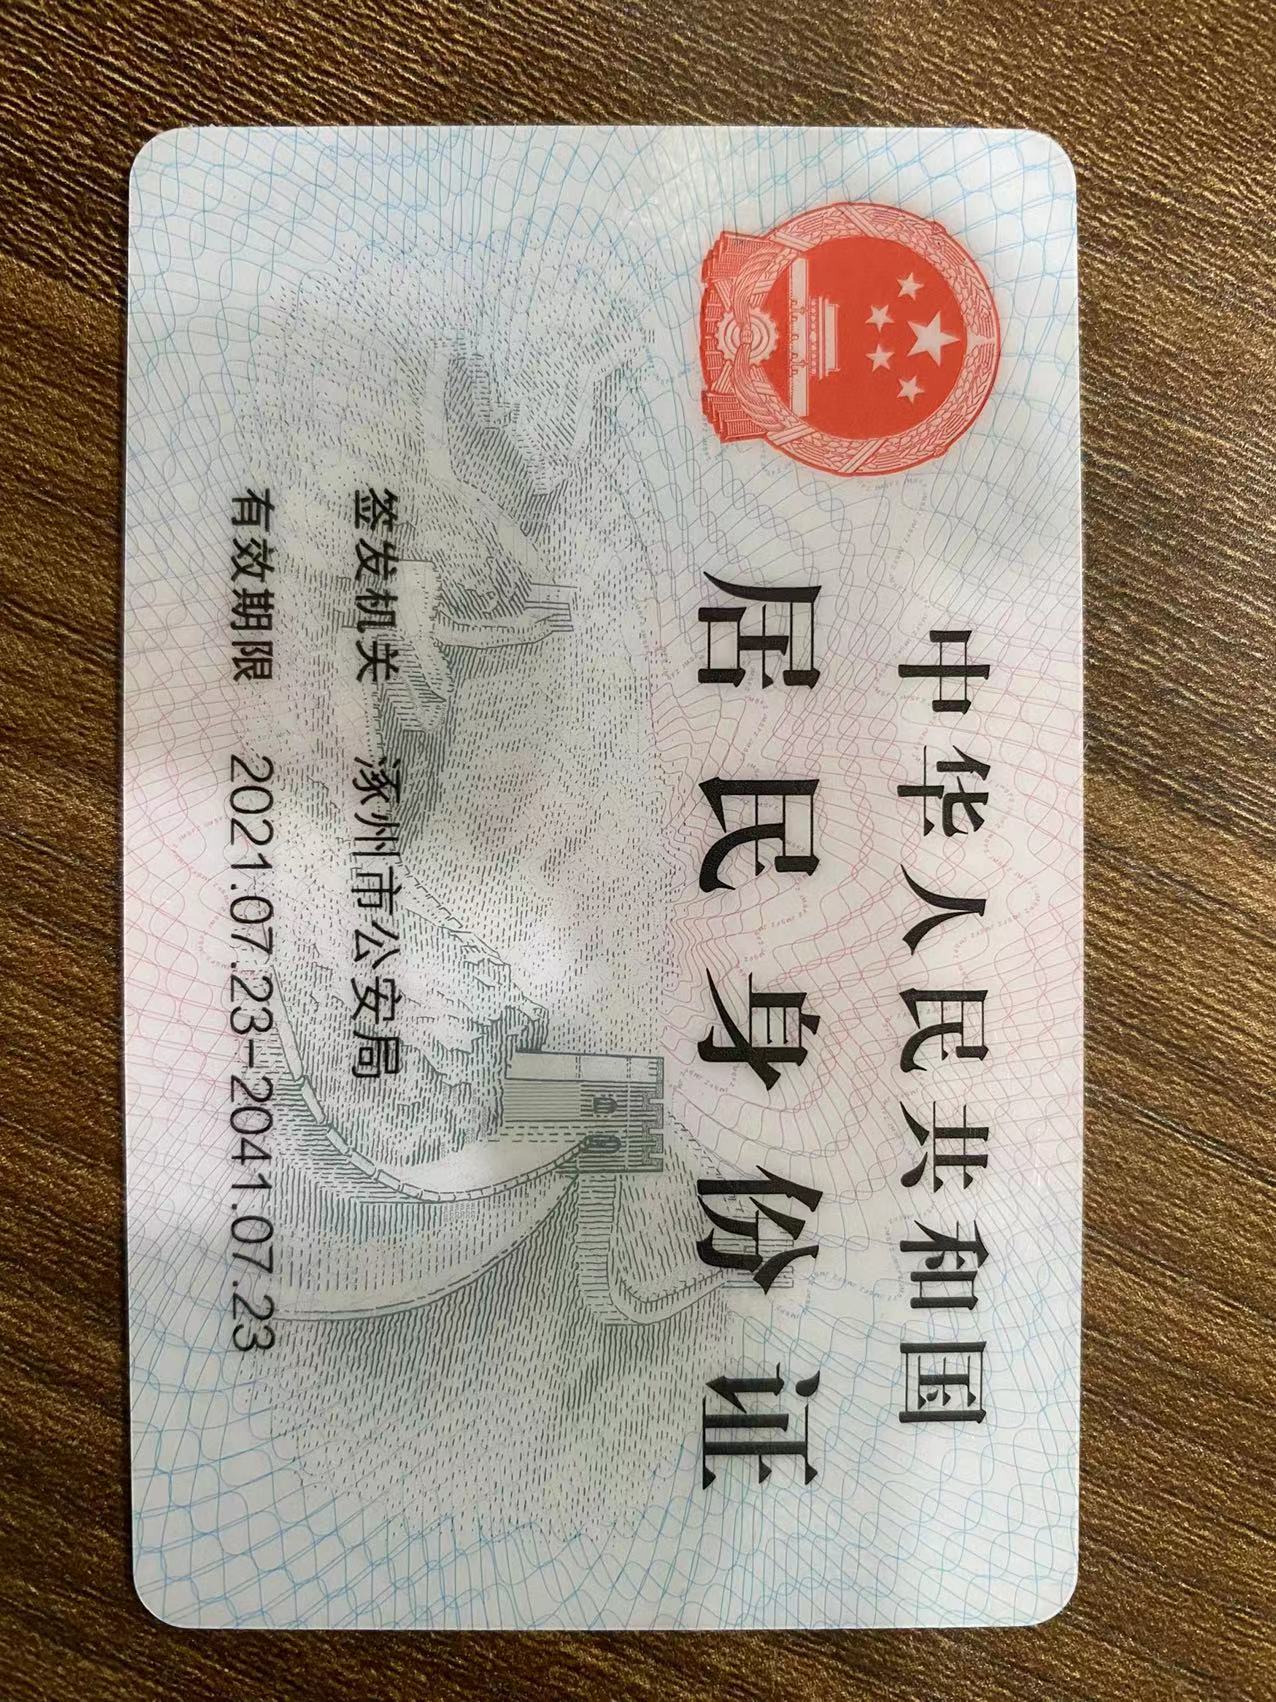 中华人民共和国
居民身份证
签发机关 涿州市公安局
有效期限 2021.07.23-2041.07.23